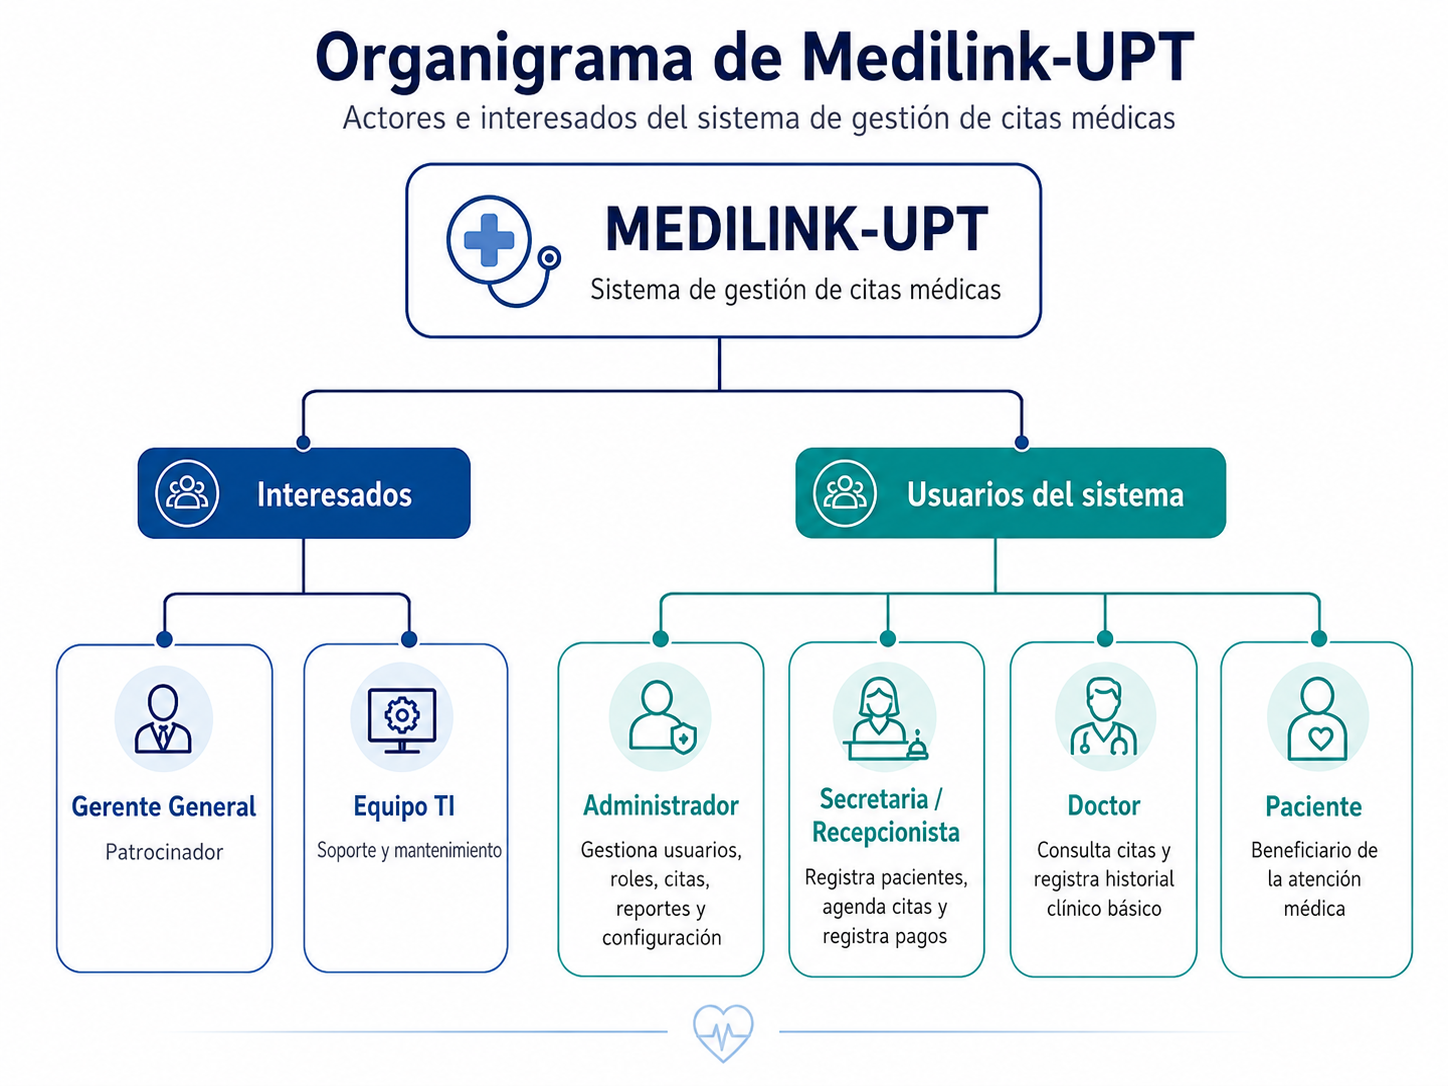 Organigrama de Medilink-UPT
Actores e interesados del sistema de gestión de citas médicas
MEDILINK-UPT
Sistema de gestión de citas médicas
Interesados
Usuarios del sistema
Gerente General
Patrocinador
Equipo TI
Soporte y mantenimiento
Administrador
Gestiona usuarios,
roles, citas,
reportes y
configuración
Secretaria /
Recepcionista
Registra pacientes,
agenda citas y
registra pagos
Doctor
Consulta citas y
registra historial
clínico básico
Paciente
Beneficiario de
la atención
médica